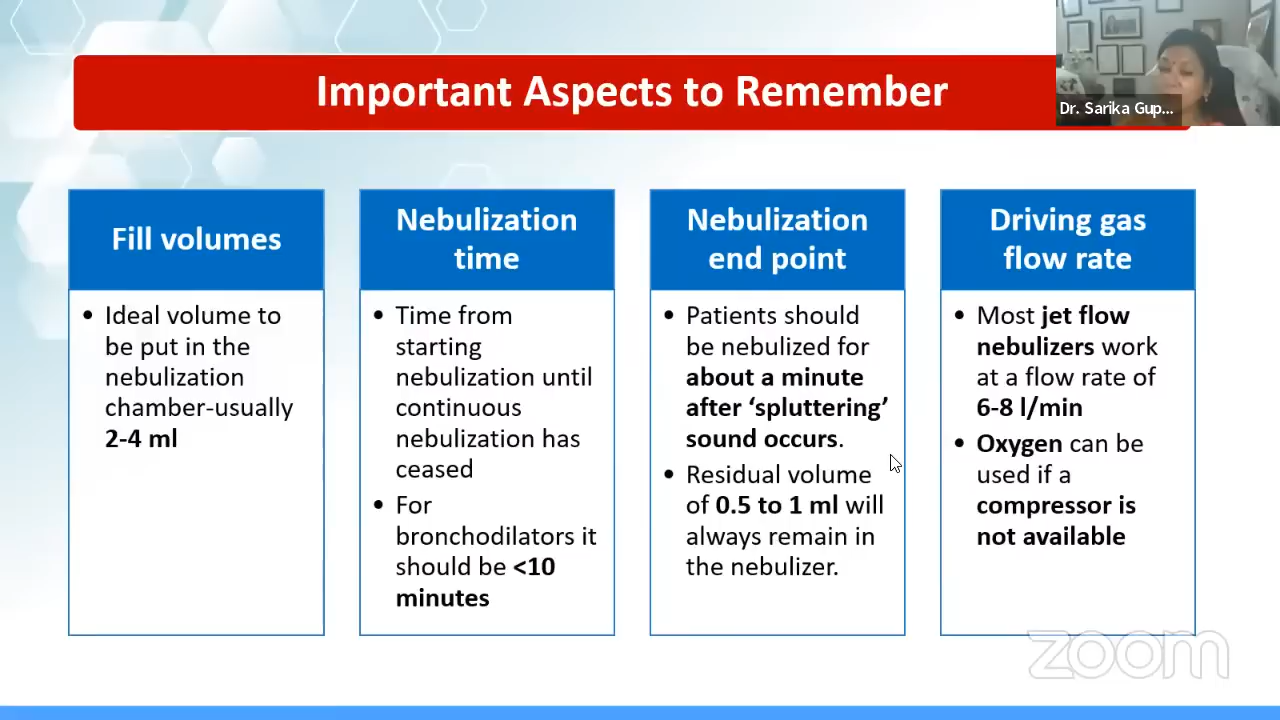 Important Aspects to Remember
Dr. Sarika Gup...
Fill volumes
• Ideal volume to
be put in the
nebulization
chamber-usually
2-4 ml
Nebulization
time
• Time from
starting
nebulization until
continuous
nebulization has
ceased
• For
bronchodilators it
should be <10
minutes
Nebulization
end point
• Patients should
be nebulized for
about a minute
after ‘spluttering’
sound occurs.
• Residual volume
of 0.5 to 1 ml will
always remain in
the nebulizer.
Driving gas
flow rate
• Most jet flow
nebulizers work
at a flow rate of
6-8 l/min
• Oxygen can be
used if a
compressor is
not available
zoom